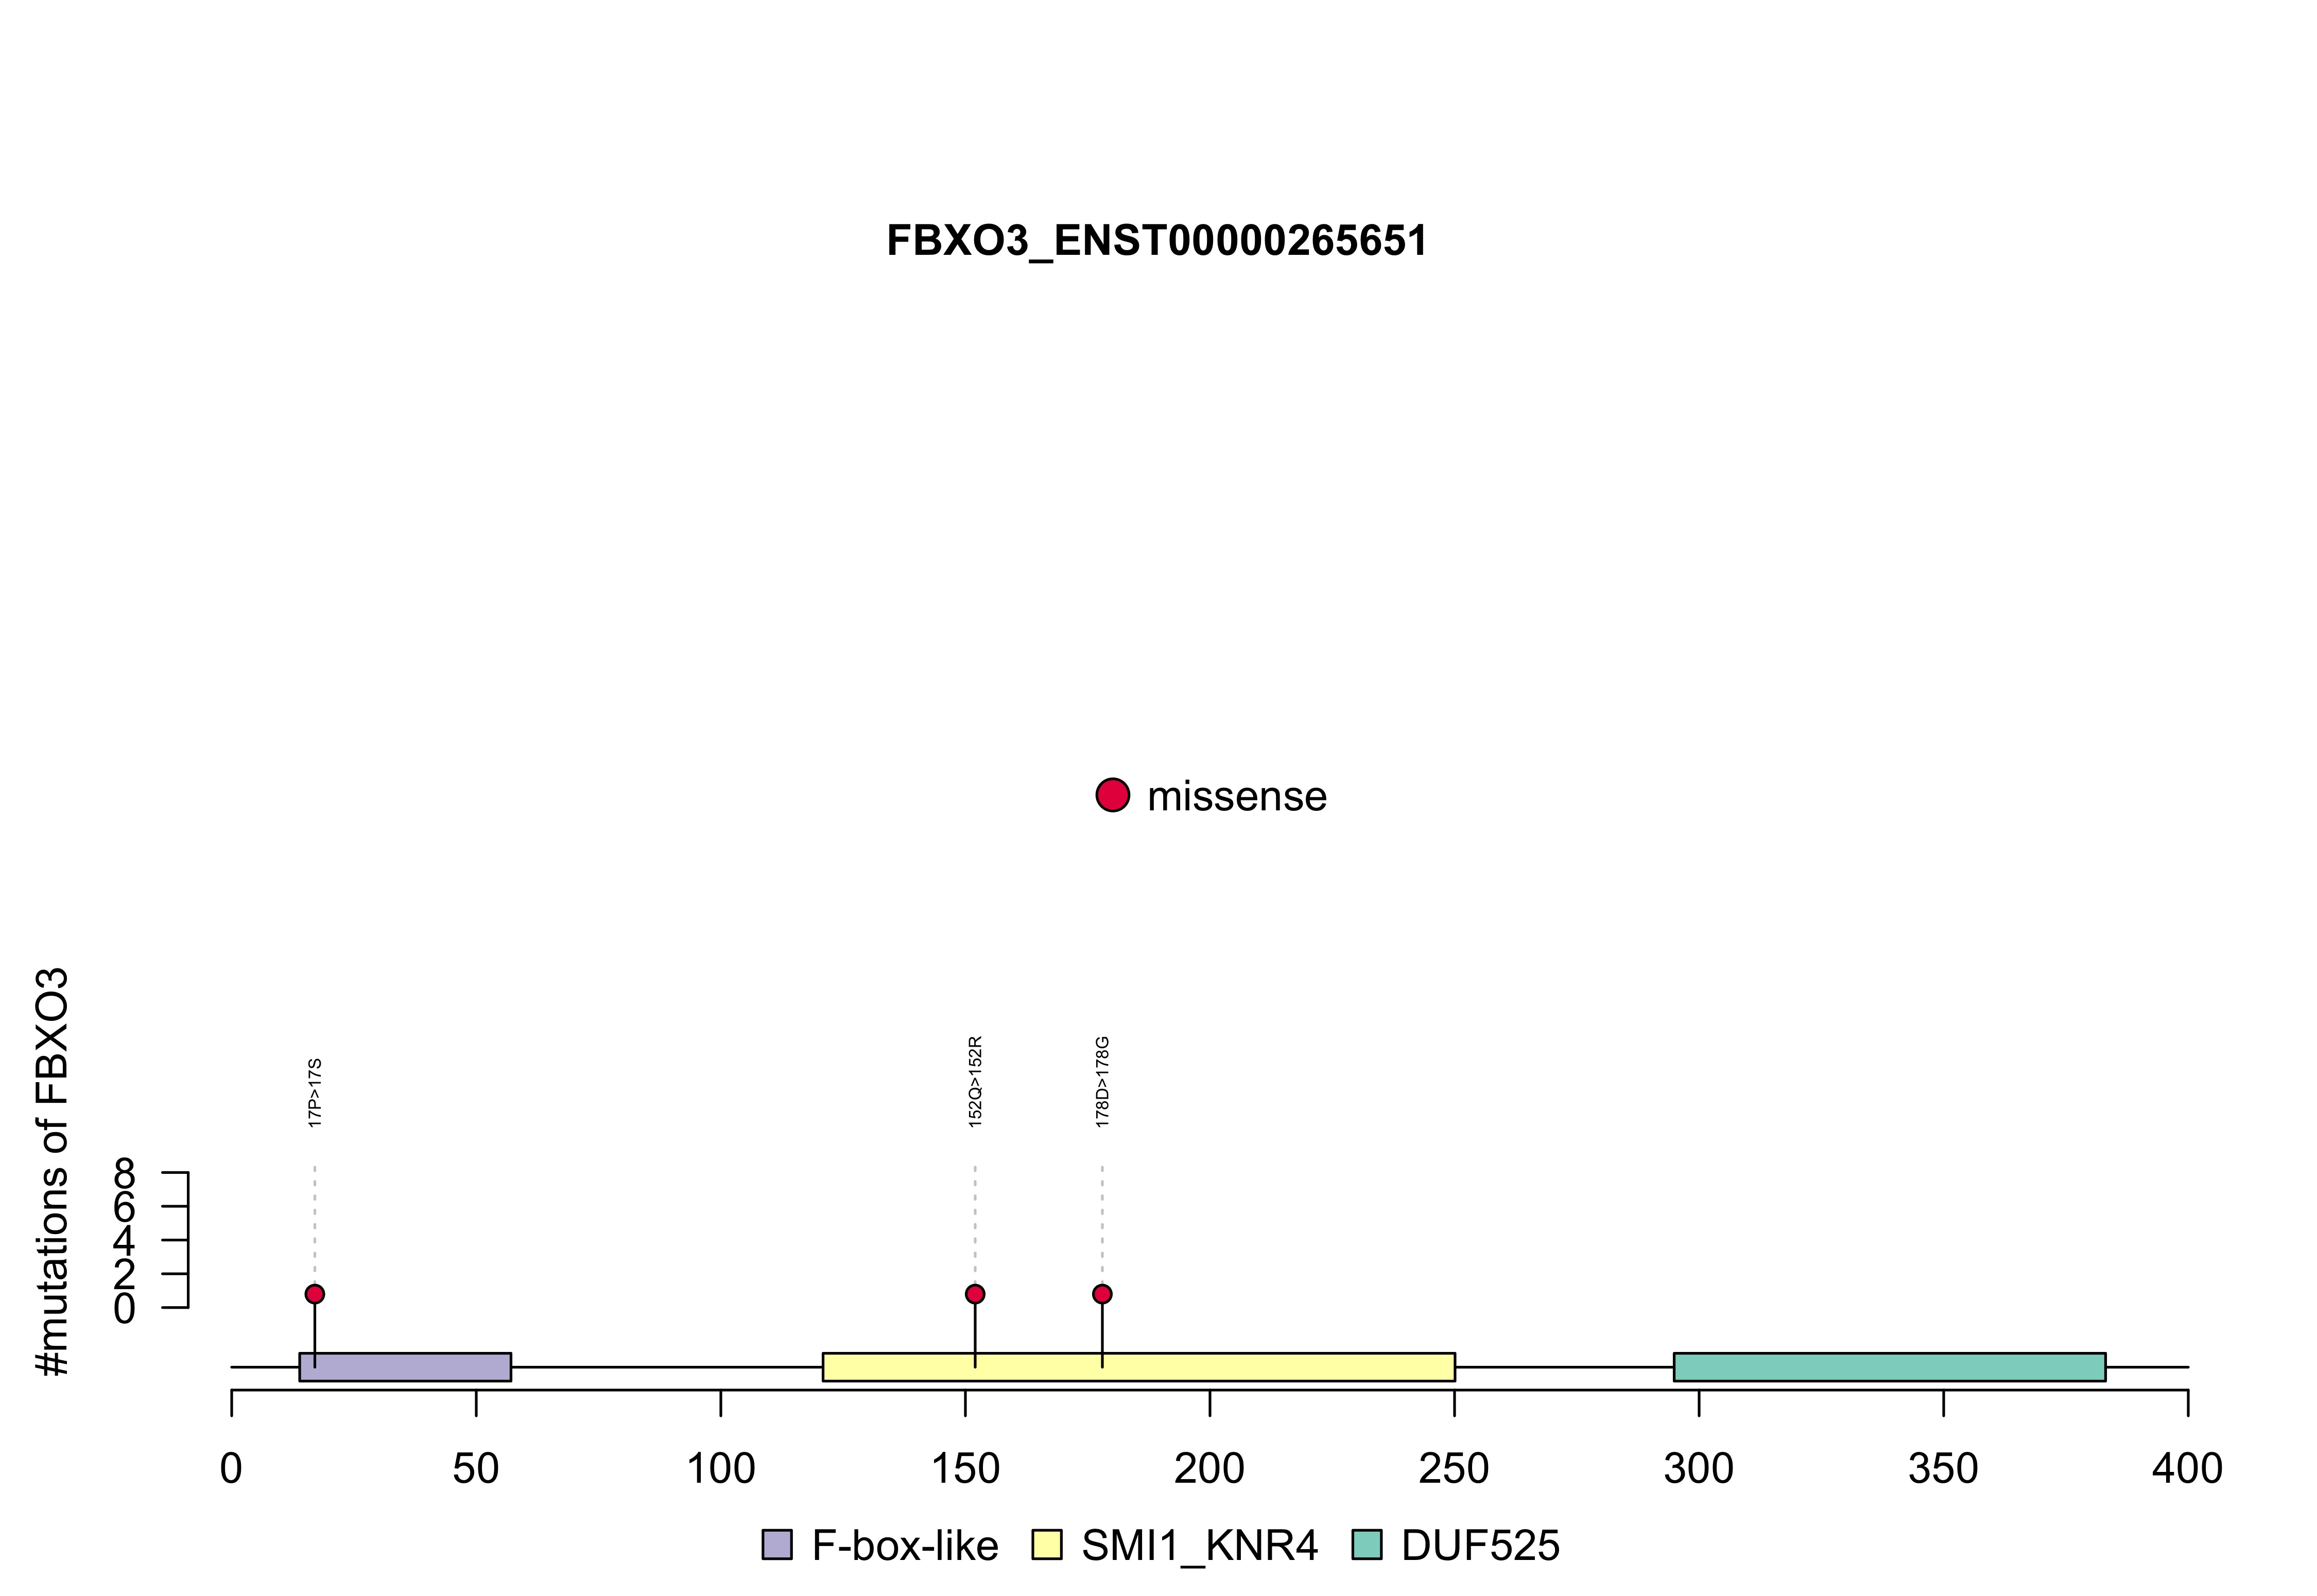 FBXO3_ENST00000265651
missense
#mutations of FBXO3
17P>17S
152Q>152R
178D>178G
8
6
4
2
0
0 50 100 150 200 250 300 350 400
F-box-like SMI1_KNR4 DUF525